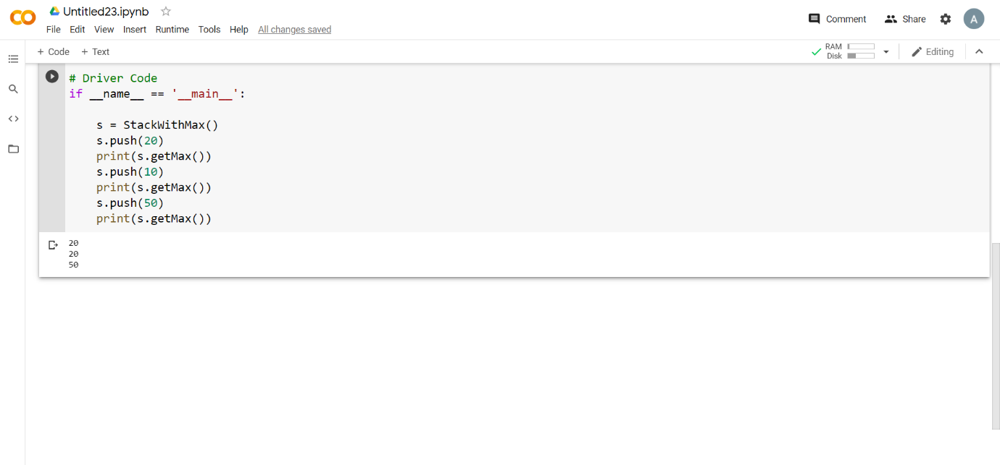 Untitled23.ipynb
File Edit View Insert Runtime Tools Help All changes saved
Comment Share A
+ Code + Text
RAM
Disk
Editing
# Driver Code
if __name__ == '__main__':
    s = StackWithMax()
    s.push(20)
    print(s.getMax())
    s.push(10)
    print(s.getMax())
    s.push(50)
    print(s.getMax())
20
20
50